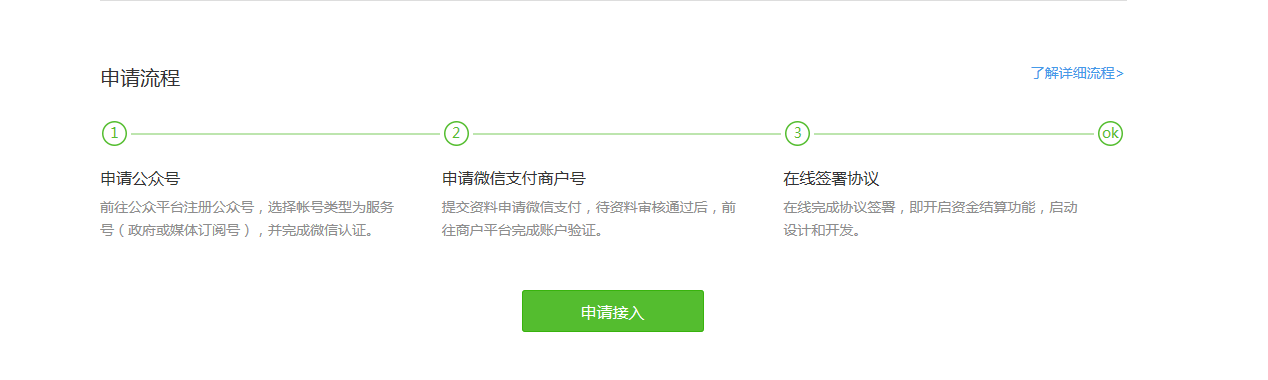 申请流程
了解详细流程>
1
2
3
ok
申请公众号
申请微信支付商户号
在线签署协议
前往公众平台注册公众号，选择帐号类型为服务
号（政府或媒体订阅号），并完成微信认证。
提交资料申请微信支付，待资料审核通过后，前
往商户平台完成账户验证。
在线完成协议签署，即开启资金结算功能，启动
设计和开发。
申请接入